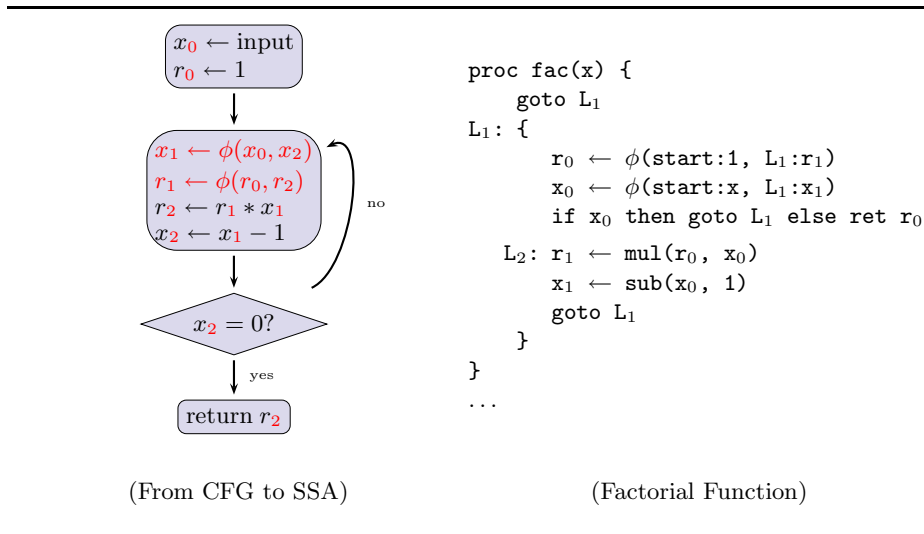 x₀ ← input
r₀ ← 1
x₁ ← ϕ(x₀, x₂)
r₁ ← ϕ(r₀, r₂)
r₂ ← r₁ ∗ x₁
x₂ ← x₁ − 1
no
x₂ = 0?
yes
return r₂
(From CFG to SSA)
proc fac(x) {
goto L₁
L₁: {
r₀ ← ϕ(start:1, L₁:r₁)
x₀ ← ϕ(start:x, L₁:x₁)
if x₀ then goto L₁ else ret r₀
L₂: r₁ ← mul(r₀, x₀)
x₁ ← sub(x₀, 1)
goto L₁
}
}
...
(Factorial Function)